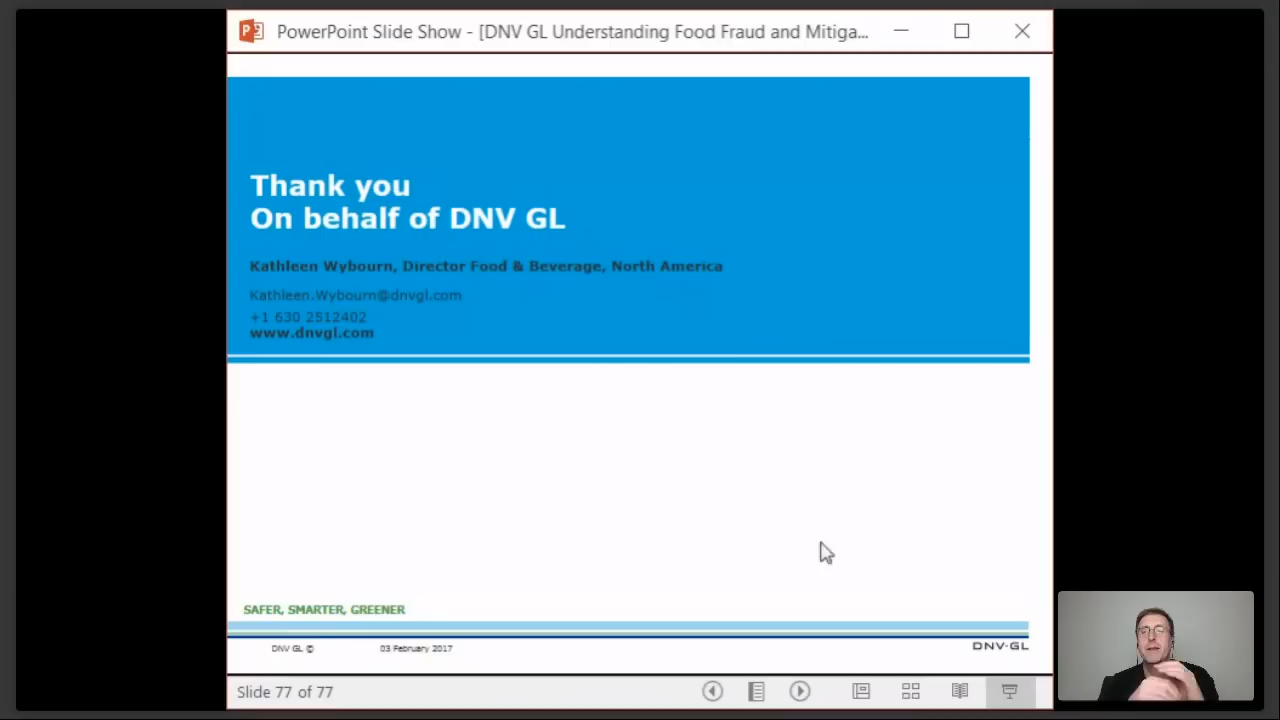 PowerPoint Slide Show - [DNV GL Understanding Food Fraud and Mitiga...
Thank you
On behalf of DNV GL
Kathleen Wybourn, Director Food & Beverage, North America
Kathleen.Wybourn@dnvgl.com
+1 630 2512402
www.dnvgl.com
SAFER, SMARTER, GREENER
DNV GL © 03 February 2017
DNV·GL
Slide 77 of 77